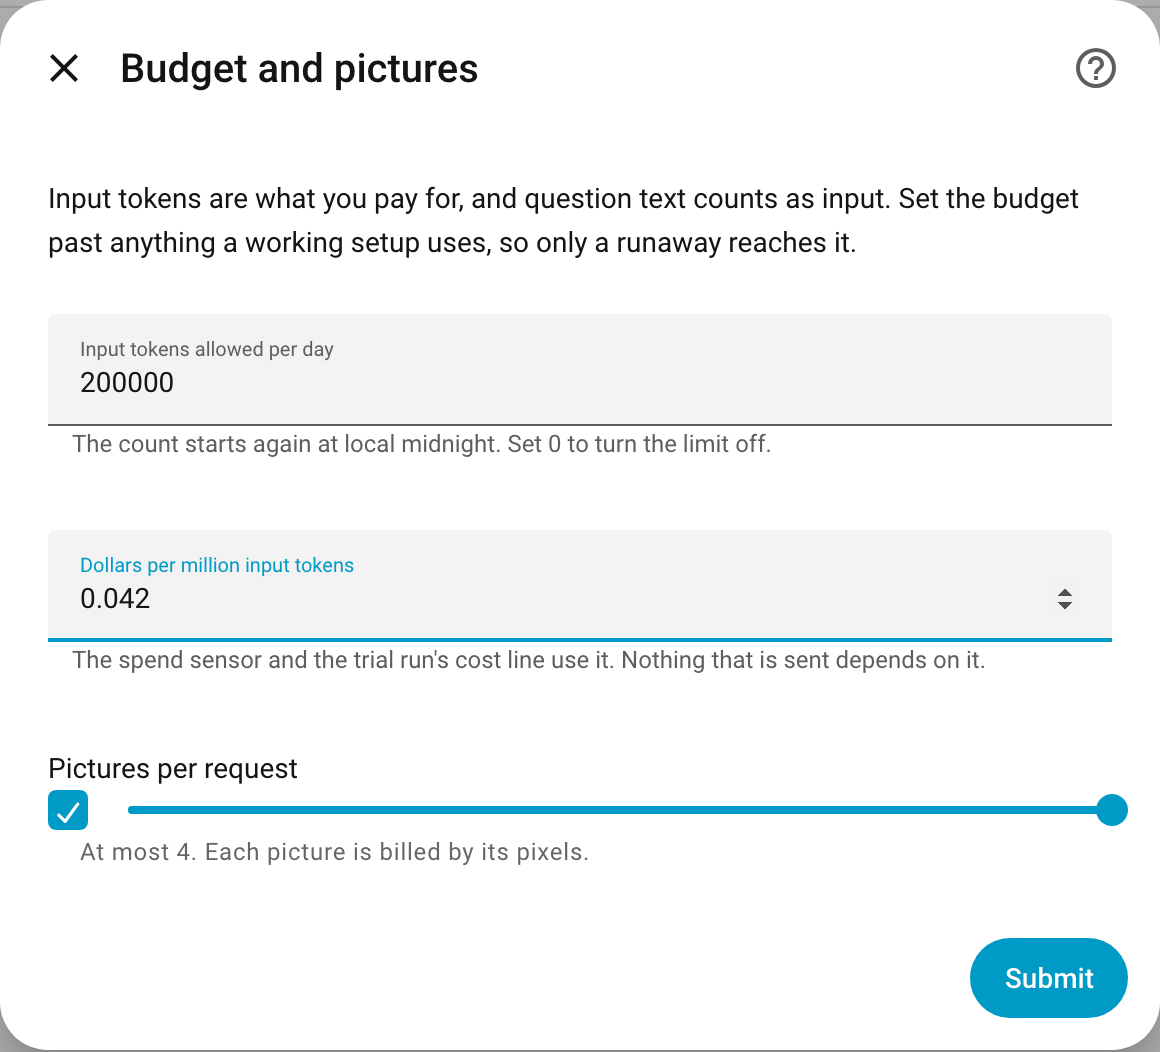 Budget and pictures
Input tokens are what you pay for, and question text counts as input. Set the budget
past anything a working setup uses, so only a runaway reaches it.
Input tokens allowed per day
200000
The count starts again at local midnight. Set 0 to turn the limit off.
Dollars per million input tokens
0.042
The spend sensor and the trial run's cost line use it. Nothing that is sent depends on it.
Pictures per request
At most 4. Each picture is billed by its pixels.
Submit